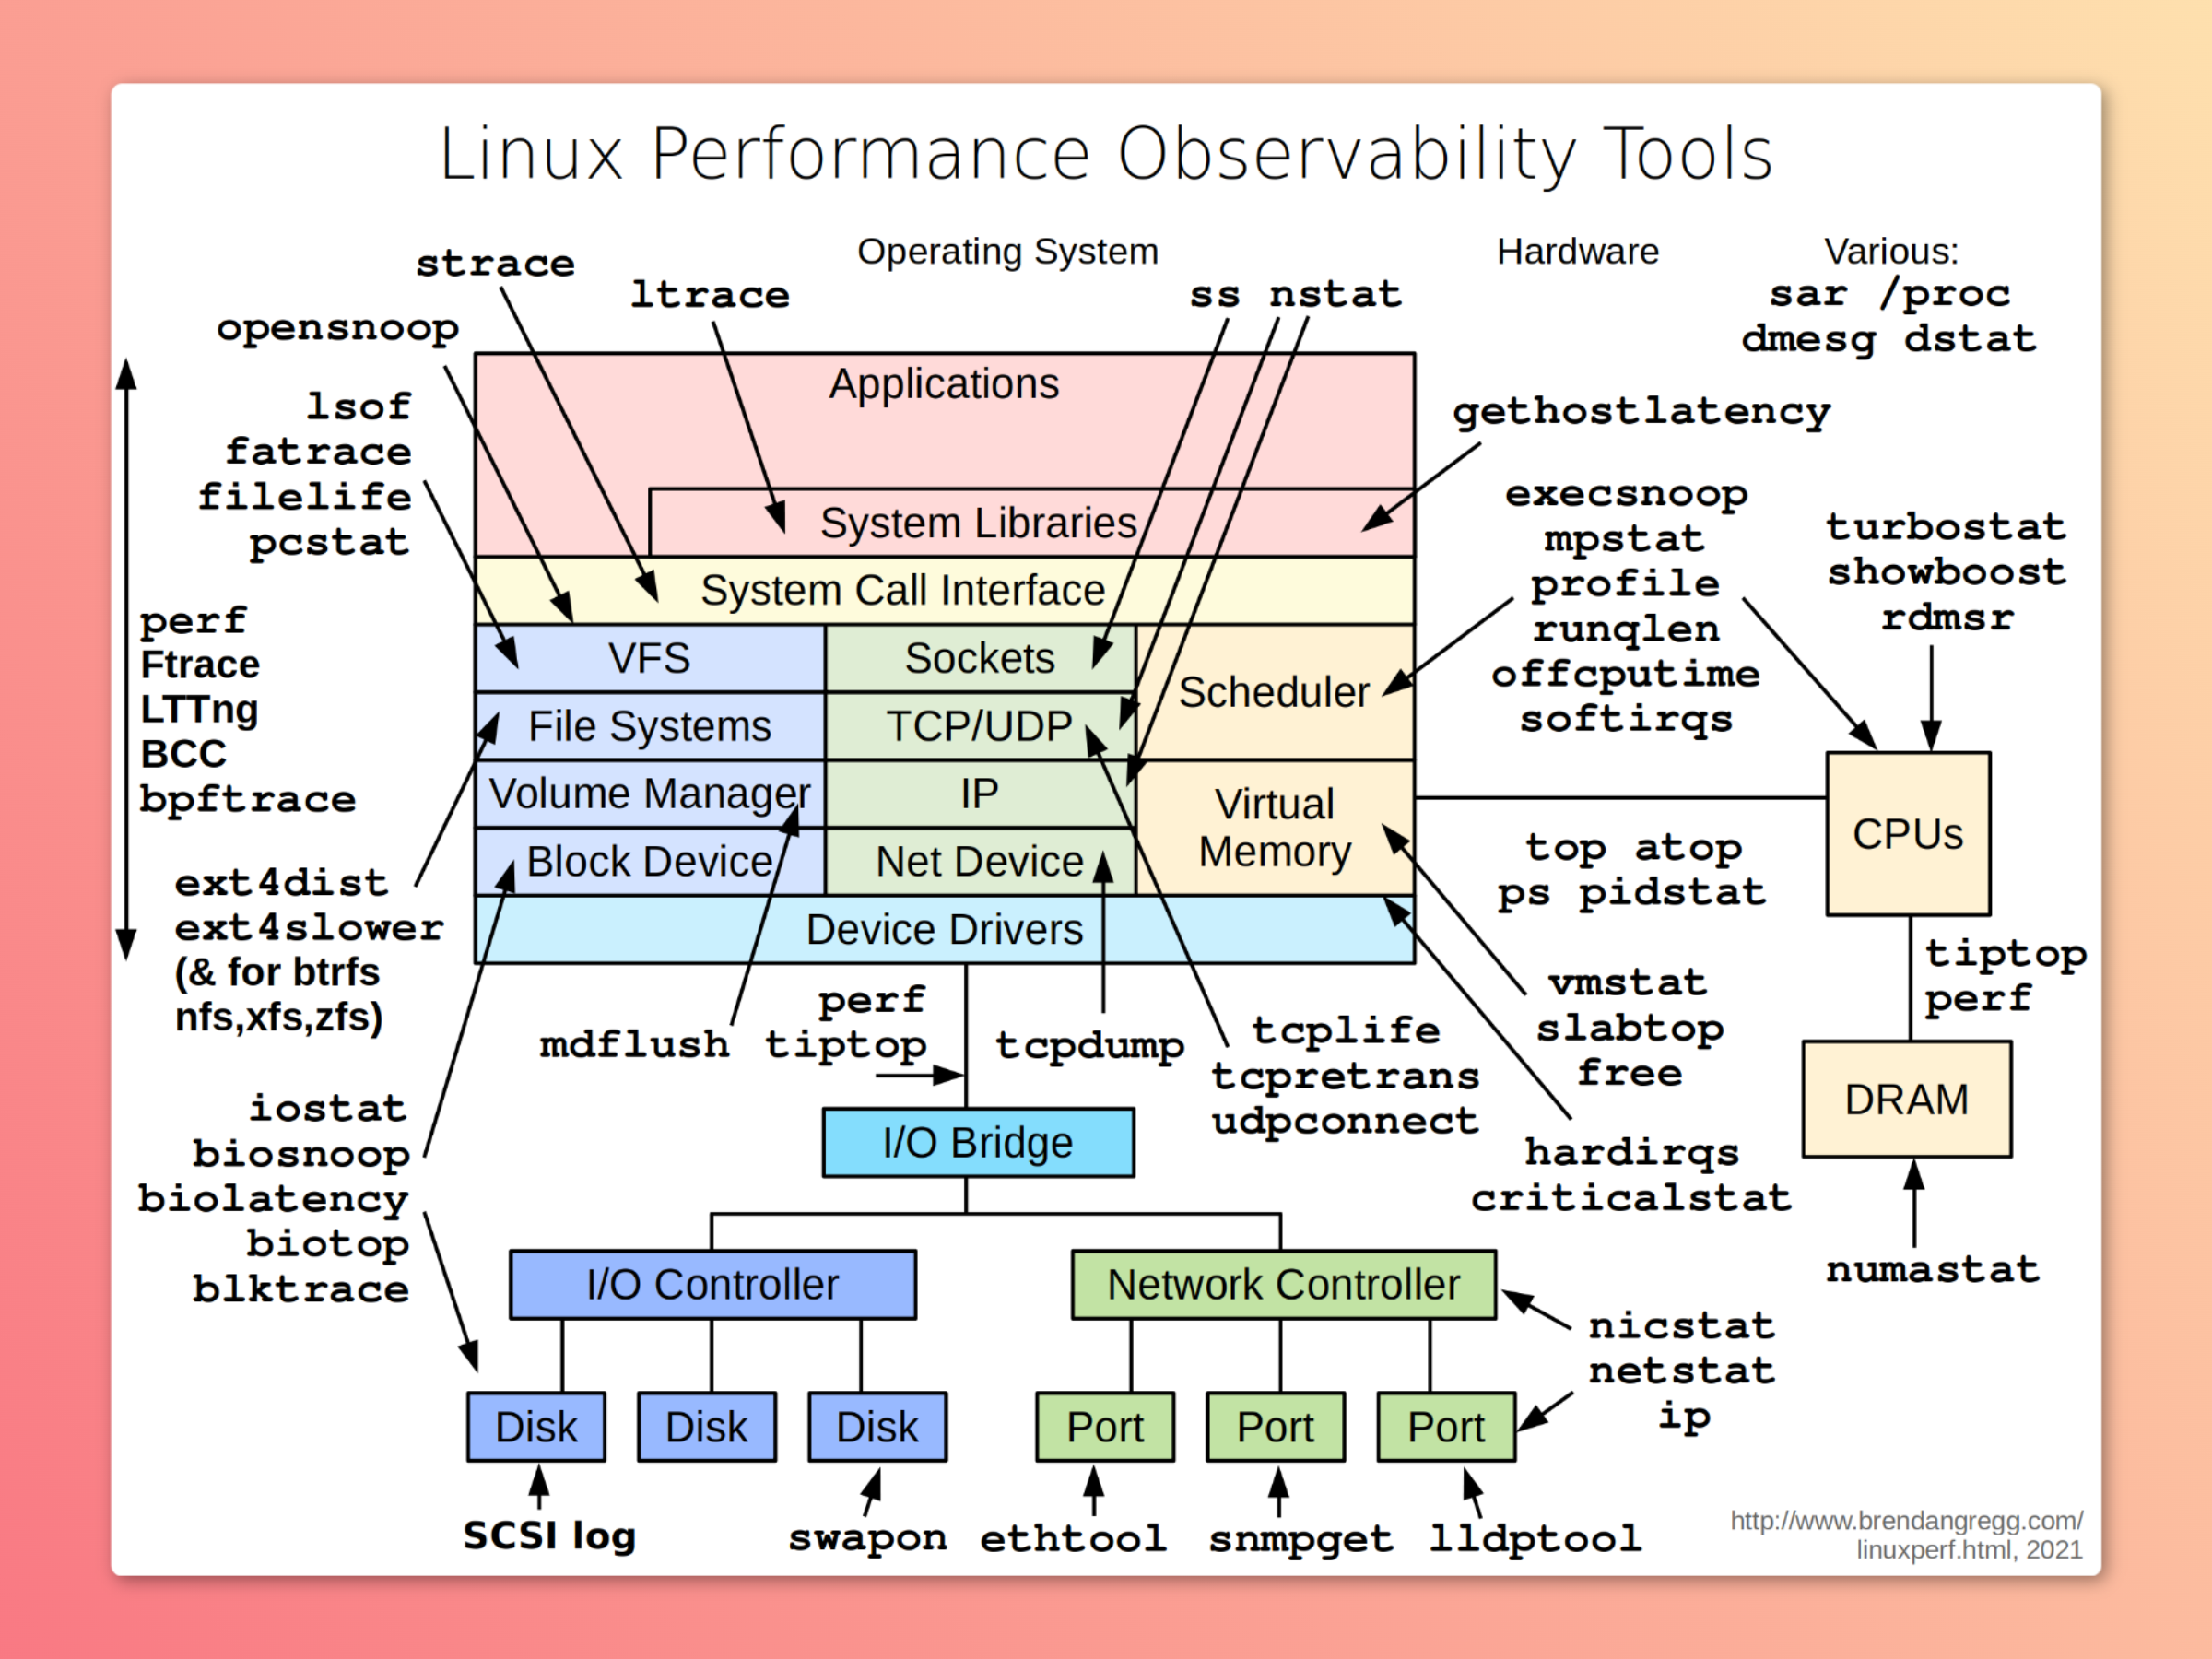 Linux Performance Observability Tools
Operating System
Hardware
Various:
sar /proc
dmesg dstat
strace
ltrace
ss nstat
opensnoop
lsof
fatrace
filelife
pcstat
gethostlatency
execsnoop
mpstat
profile
runqlen
offcputime
softirqs
turbostat
showboost
rdmsr
perf
Ftrace
LTTng
BCC
bpftrace
Applications
System Libraries
System Call Interface
VFS
Sockets
Scheduler
File Systems
TCP/UDP
Volume Manager
IP
Virtual
Memory
Block Device
Net Device
Device Drivers
CPUs
top atop
ps pidstat
ext4dist
ext4slower
(& for btrfs
nfs,xfs,zfs)
tiptop
perf
DRAM
numastat
vmstat
slabtop
free
hardirqs
criticalstat
mdflush
perf
tiptop
tcpdump
tcplife
tcpretrans
udpconnect
iostat
biosnoop
biolatency
biotop
blktrace
I/O Bridge
I/O Controller
Network Controller
nicstat
netstat
ip
Disk
Disk
Disk
Port
Port
Port
SCSI log
swapon
ethtool
snmpget
lldptool
http://www.brendangregg.com/
linuxperf.html, 2021